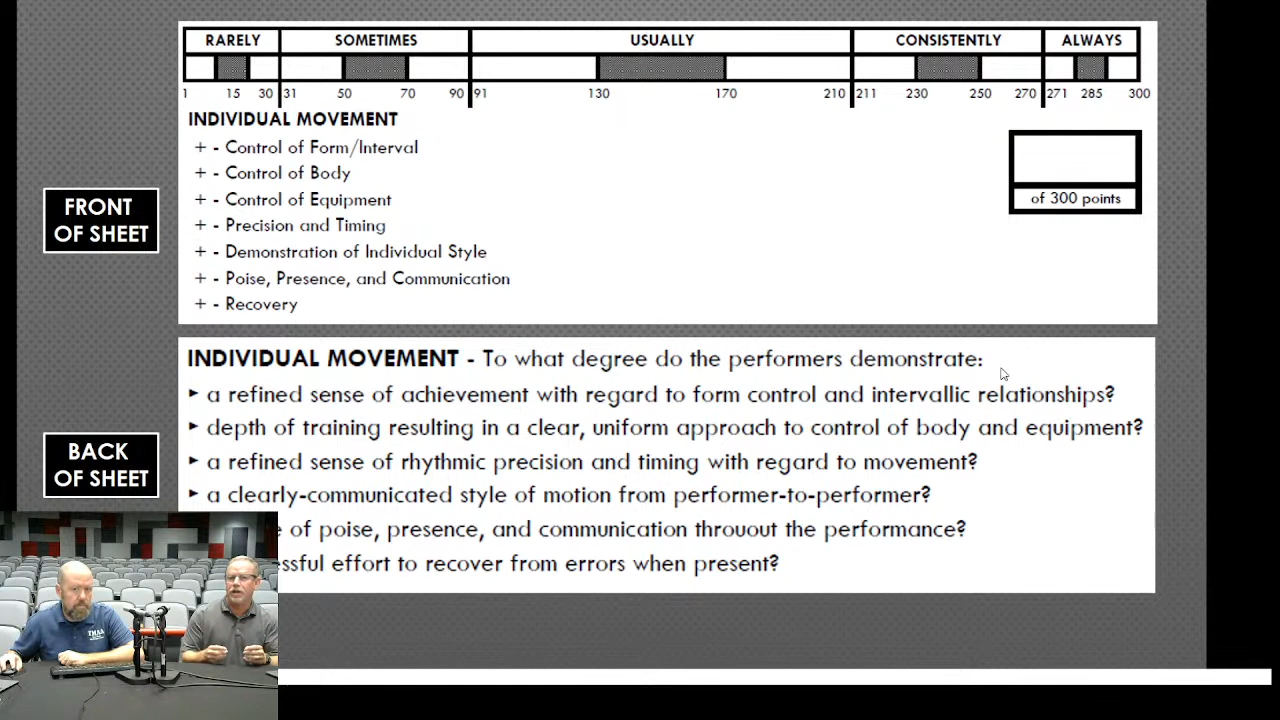 RARELY SOMETIMES USUALLY CONSISTENTLY ALWAYS
1 15 30 31 50 70 90 91 130 170 210 211 230 250 270 271 285 300
INDIVIDUAL MOVEMENT
+ - Control of Form/Interval
+ - Control of Body
+ - Control of Equipment
+ - Precision and Timing
+ - Demonstration of Individual Style
+ - Poise, Presence, and Communication
+ - Recovery
of 300 points
FRONT
OF SHEET
INDIVIDUAL MOVEMENT - To what degree do the performers demonstrate:
▸ a refined sense of achievement with regard to form control and intervallic relationships?
▸ depth of training resulting in a clear, uniform approach to control of body and equipment?
▸ a refined sense of rhythmic precision and timing with regard to movement?
▸ a clearly-communicated style of motion from performer-to-performer?
of poise, presence, and communication throuout the performance?
effort to recover from errors when present?
BACK
OF SHEET
TMAA